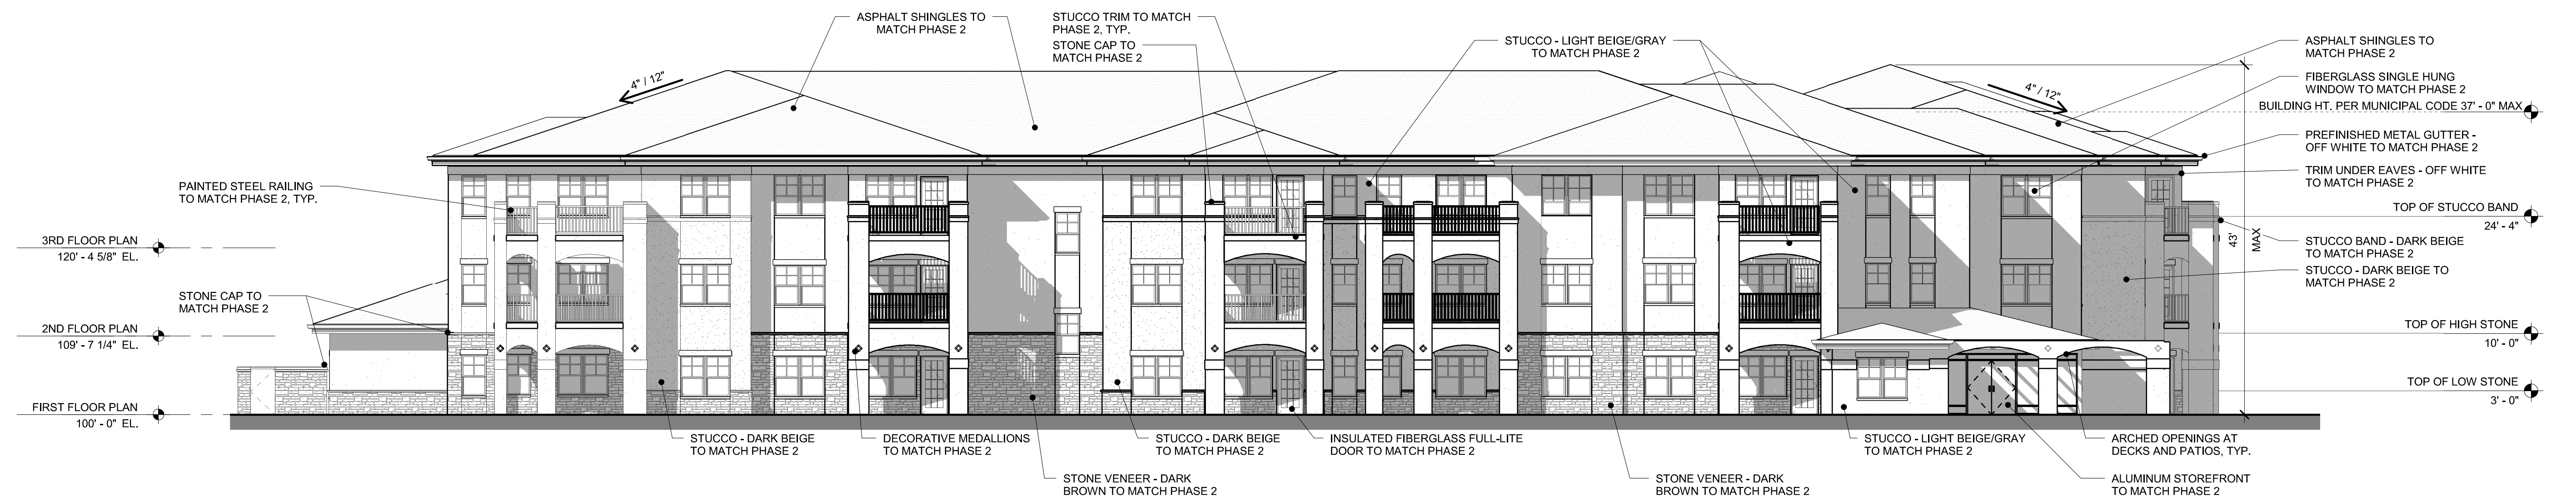 ASPHALT SHINGLES TO
MATCH PHASE 2
STUCCO TRIM TO MATCH
PHASE 2, TYP.
STONE CAP TO
MATCH PHASE 2
STUCCO - LIGHT BEIGE/GRAY
TO MATCH PHASE 2
ASPHALT SHINGLES TO
MATCH PHASE 2
FIBERGLASS SINGLE HUNG
WINDOW TO MATCH PHASE 2
4" / 12"
4" / 12"
BUILDING HT. PER MUNICIPAL CODE 37' - 0" MAX
PREFINISHED METAL GUTTER -
OFF WHITE TO MATCH PHASE 2
TRIM UNDER EAVES - OFF WHITE
TO MATCH PHASE 2
PAINTED STEEL RAILING
TO MATCH PHASE 2, TYP.
TOP OF STUCCO BAND
24' - 4"
3RD FLOOR PLAN
120' - 4 5/8" EL.
43'
MAX
STUCCO BAND - DARK BEIGE
TO MATCH PHASE 2
STUCCO - DARK BEIGE TO
MATCH PHASE 2
STONE CAP TO
MATCH PHASE 2
2ND FLOOR PLAN
109' - 7 1/4" EL.
TOP OF HIGH STONE
10' - 0"
TOP OF LOW STONE
3' - 0"
FIRST FLOOR PLAN
100' - 0" EL.
STUCCO - DARK BEIGE
TO MATCH PHASE 2
DECORATIVE MEDALLIONS
TO MATCH PHASE 2
STUCCO - DARK BEIGE
TO MATCH PHASE 2
INSULATED FIBERGLASS FULL-LITE
DOOR TO MATCH PHASE 2
STUCCO - LIGHT BEIGE/GRAY
TO MATCH PHASE 2
ARCHED OPENINGS AT
DECKS AND PATIOS, TYP.
STONE VENEER - DARK
BROWN TO MATCH PHASE 2
STONE VENEER - DARK
BROWN TO MATCH PHASE 2
ALUMINUM STOREFRONT
TO MATCH PHASE 2